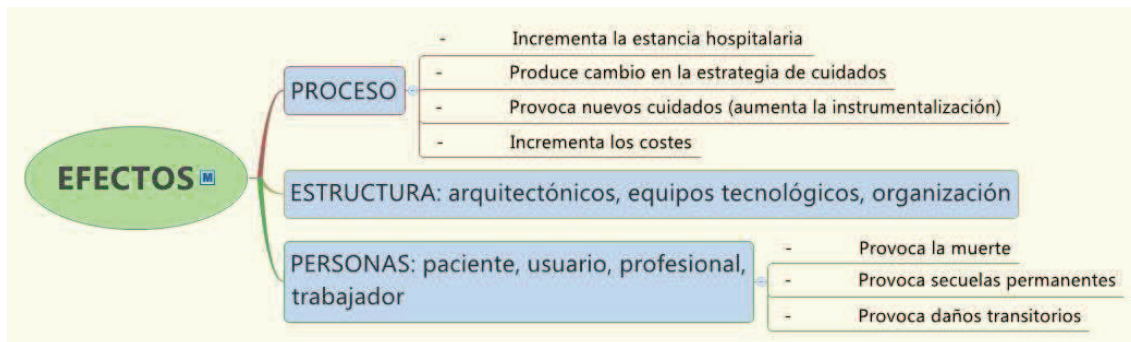 EFECTOS
PROCESO
- Incrementa la estancia hospitalaria
- Produce cambio en la estrategia de cuidados
- Provoca nuevos cuidados (aumenta la instrumentalización)
- Incrementa los costes
ESTRUCTURA: arquitectónicos, equipos tecnológicos, organización
PERSONAS: paciente, usuario, profesional,
trabajador
- Provoca la muerte
- Provoca secuelas permanentes
- Provoca daños transitorios